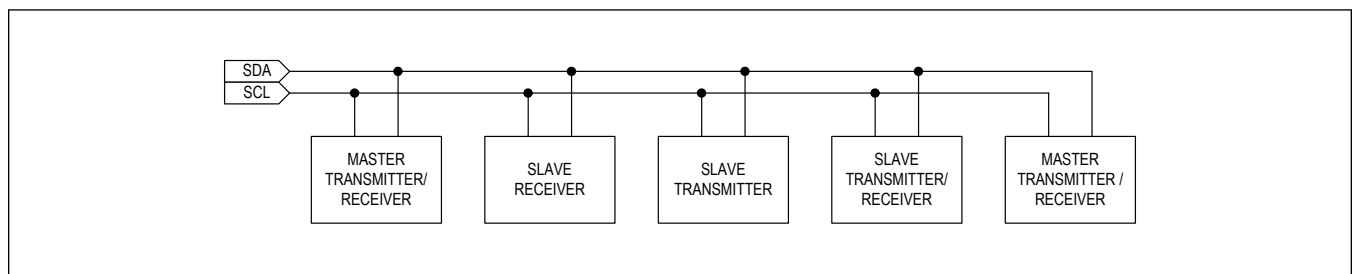 SDA
SCL
MASTER
TRANSMITTER/
RECEIVER
SLAVE
RECEIVER
SLAVE
TRANSMITTER
SLAVE
TRANSMITTER/
RECEIVER
MASTER
TRANSMITTER /
RECEIVER